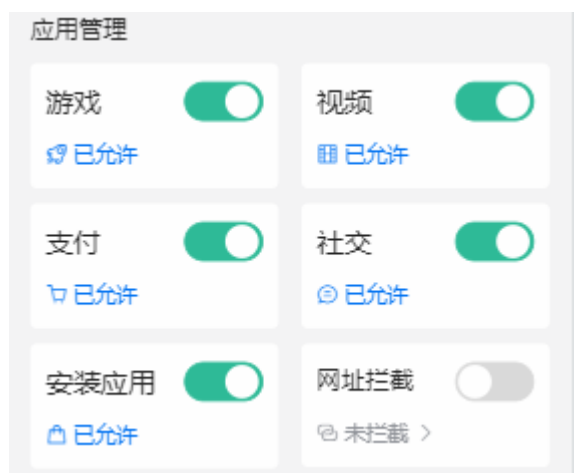 应用管理
游戏
已允许
视频
已允许
支付
已允许
社交
已允许
安装应用
已允许
网址拦截
未拦截 >